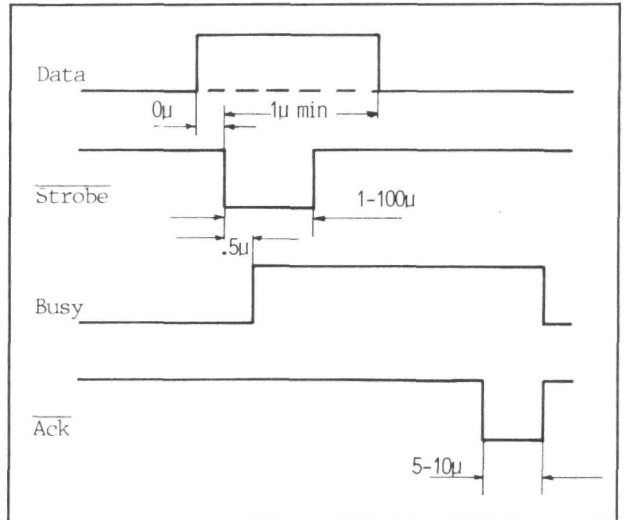 Data
0µ
1µ min
Strobe
1-100µ
.5µ
Busy
Ack
5-10µ